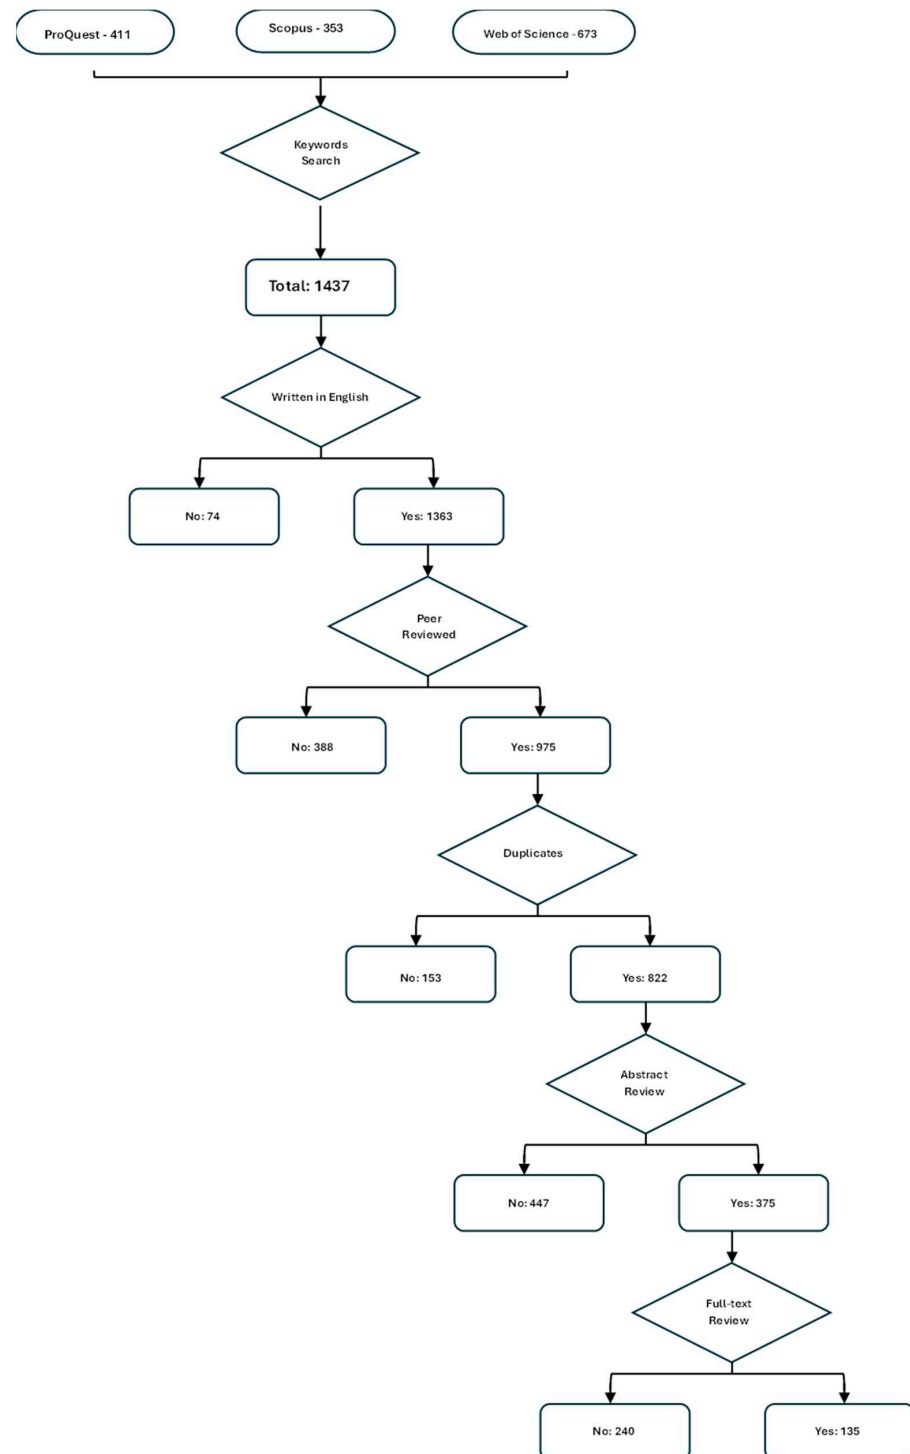 ProQuest - 411
Scopus - 353
Web of Science - 673
Keywords
Search
Total: 1437
Written in English
No: 74
Yes: 1363
Peer
Reviewed
No: 388
Yes: 975
Duplicates
No: 153
Yes: 822
Abstract
Review
No: 447
Yes: 375
Full-text
Review
No: 240
Yes: 135